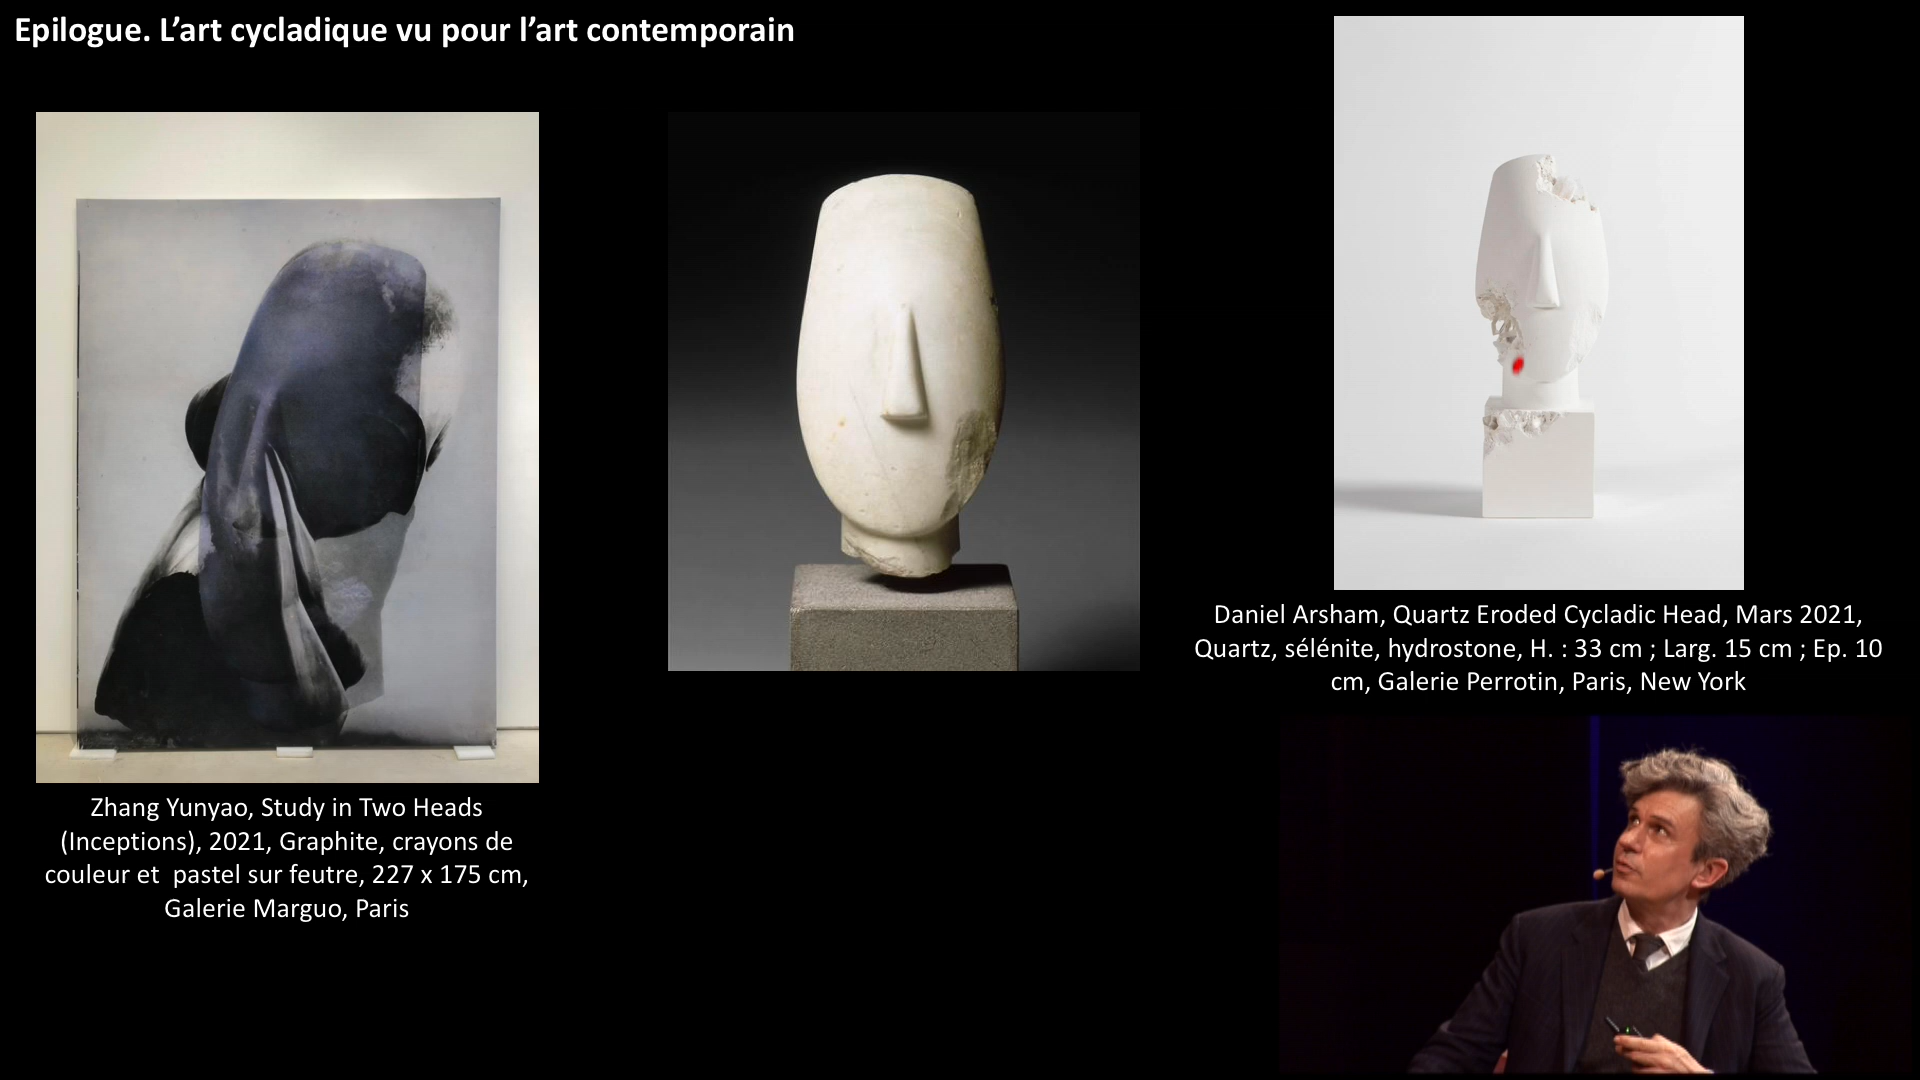 Epilogue. L’art cycladique vu pour l’art contemporain
Zhang Yunyao, Study in Two Heads
(Inceptions), 2021, Graphite, crayons de
couleur et  pastel sur feutre, 227 x 175 cm,
Galerie Marguo, Paris
Daniel Arsham, Quartz Eroded Cycladic Head, Mars 2021,
Quartz, sélénite, hydrostone, H. : 33 cm ; Larg. 15 cm ; Ep. 10
cm, Galerie Perrotin, Paris, New York